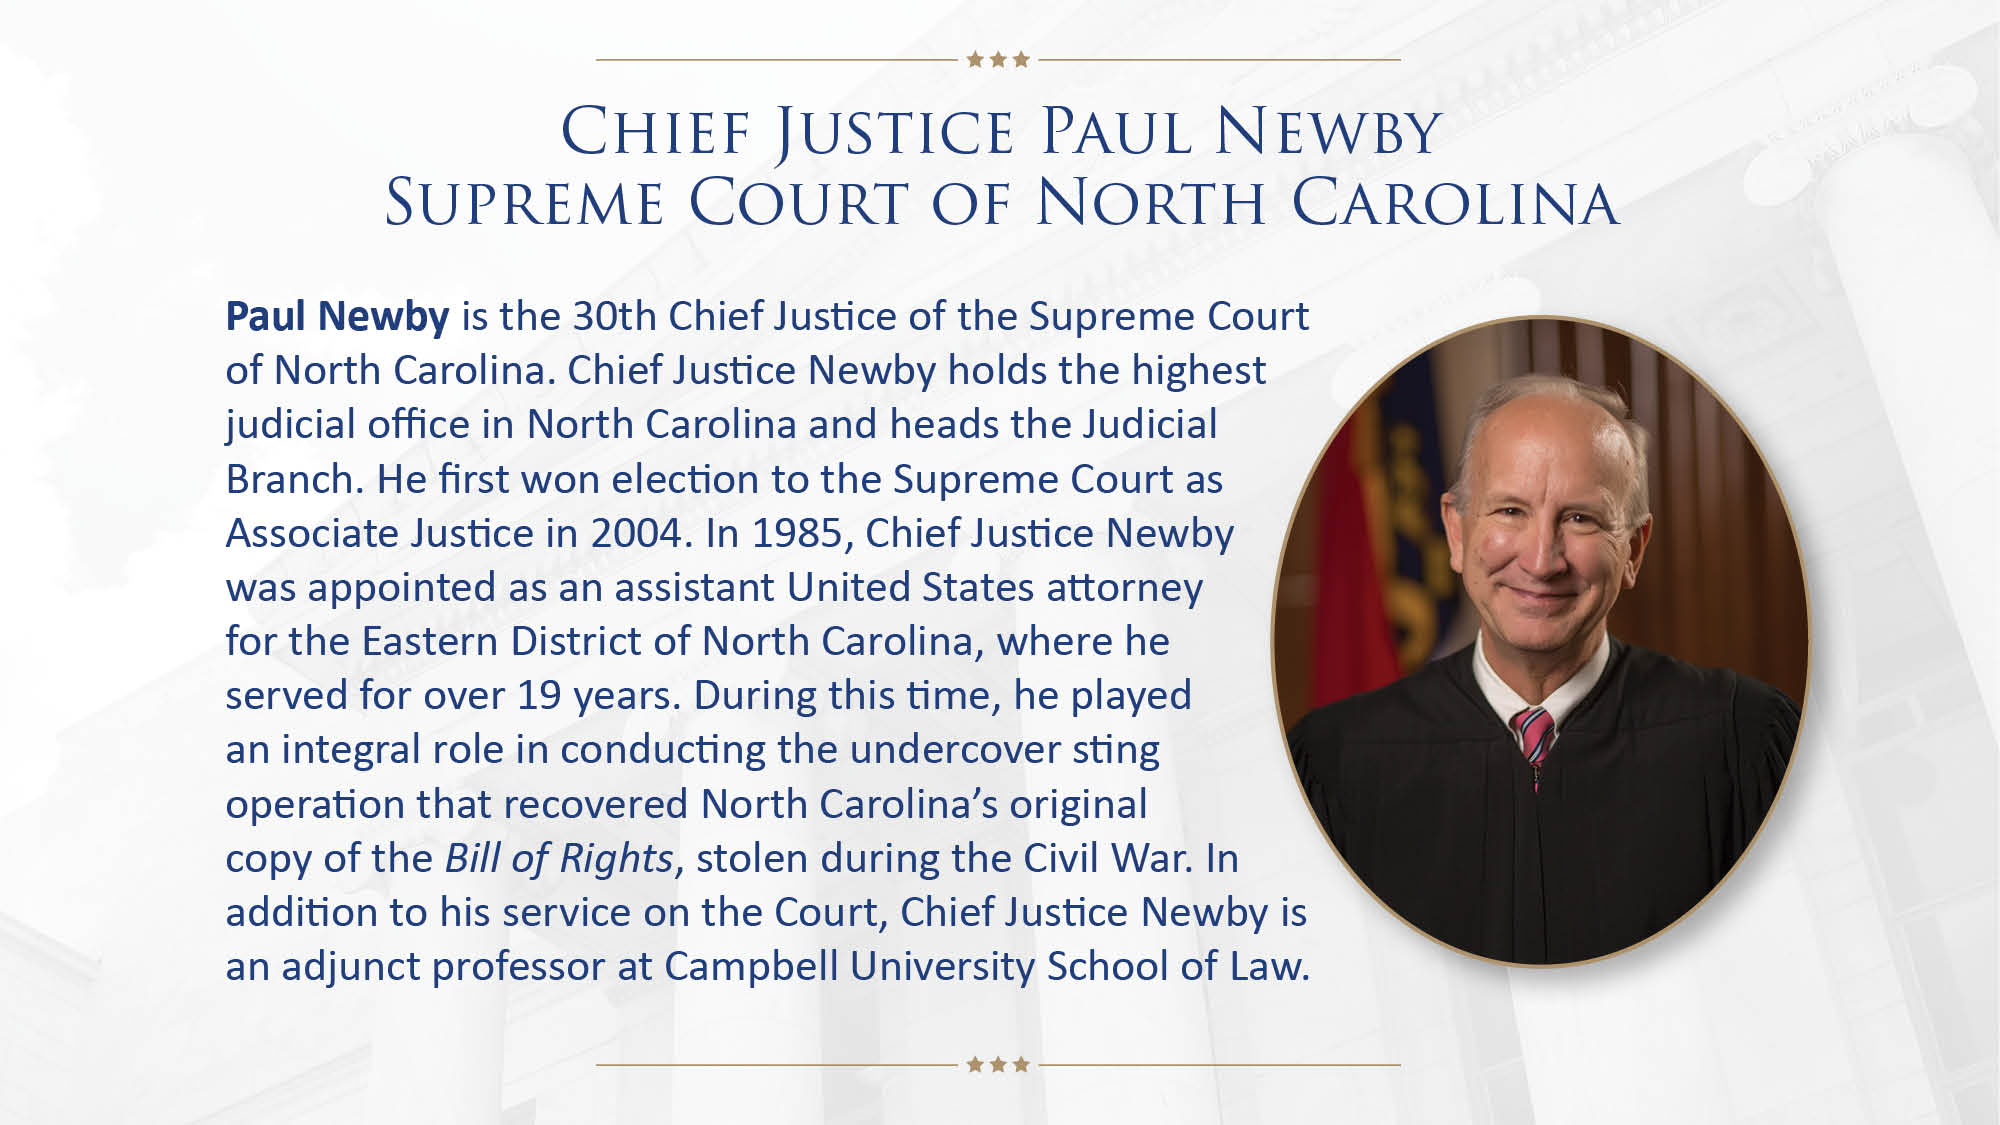 Chief Justice Paul Newby
Supreme Court of North Carolina
Paul Newby is the 30th Chief Justice of the Supreme Court
of North Carolina. Chief Justice Newby holds the highest
judicial office in North Carolina and heads the Judicial
Branch. He first won election to the Supreme Court as
Associate Justice in 2004. In 1985, Chief Justice Newby
was appointed as an assistant United States attorney
for the Eastern District of North Carolina, where he
served for over 19 years. During this time, he played
an integral role in conducting the undercover sting
operation that recovered North Carolina’s original
copy of the Bill of Rights, stolen during the Civil War. In
addition to his service on the Court, Chief Justice Newby is
an adjunct professor at Campbell University School of Law.